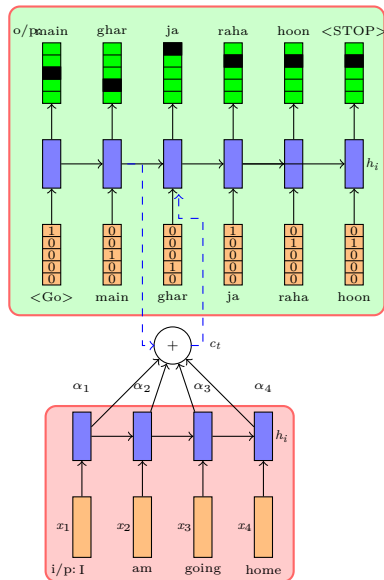 o/p: main ghar ja raha hoon <STOP>
h_i
1 0 0 1 0 0
0 0 0 0 1 1
0 1 0 0 0 0
0 0 1 0 0 0
0 0 0 0 0 0
<Go> main ghar ja raha hoon
+ c_t
α_1 α_2 α_3 α_4
h_i
x_1 x_2 x_3 x_4
i/p: I am going home